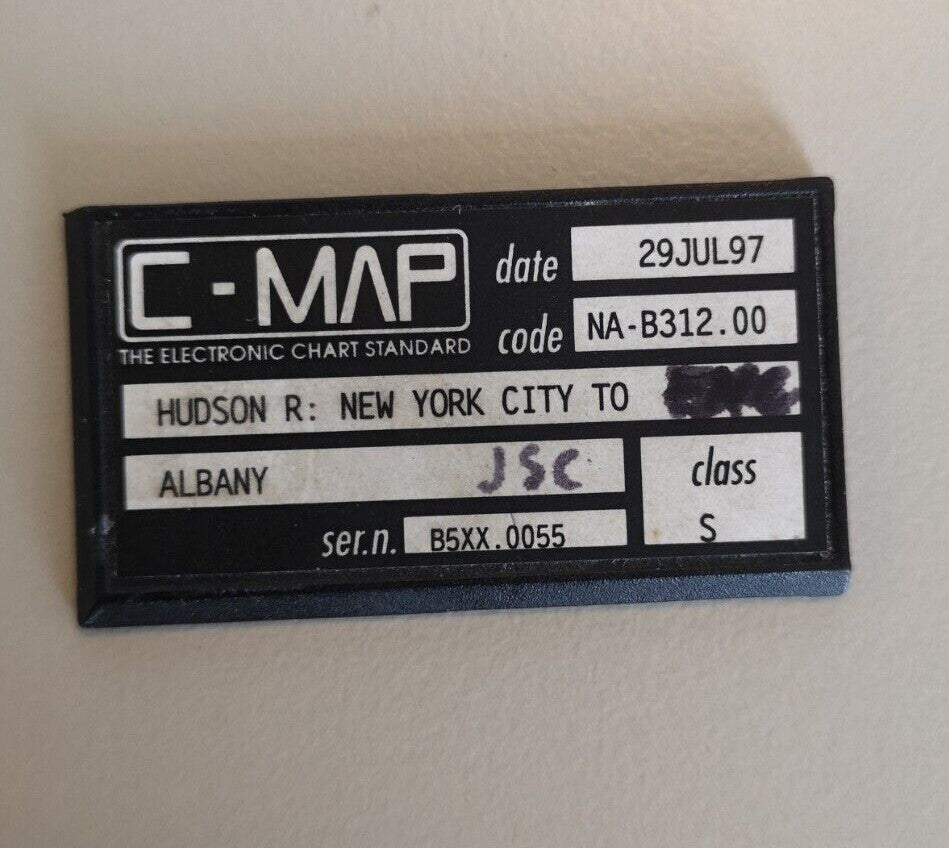 C-MAP
THE ELECTRONIC CHART STANDARD
date 29JUL97
code NA-B312.00
HUDSON R: NEW YORK CITY TO
ALBANY JSC
class
S
ser.n. B5XX.0055